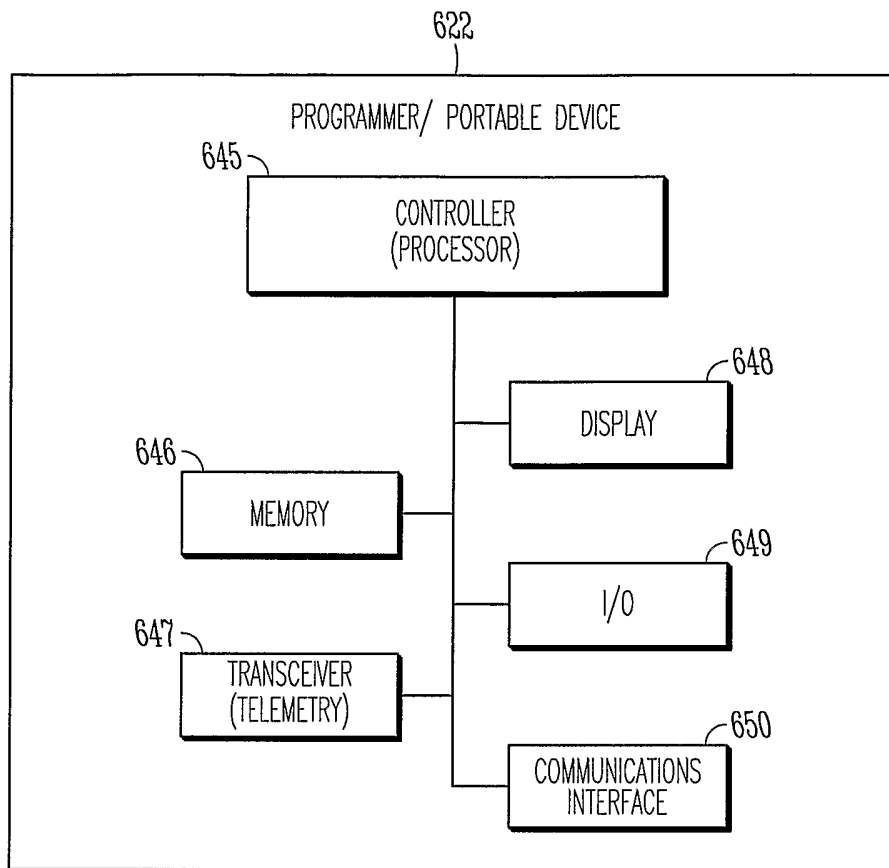 622
PROGRAMMER/ PORTABLE DEVICE
645
CONTROLLER
(PROCESSOR)
648
DISPLAY
646
MEMORY
649
I/O
647
TRANSCEIVER
(TELEMETRY)
650
COMMUNICATIONS
INTERFACE